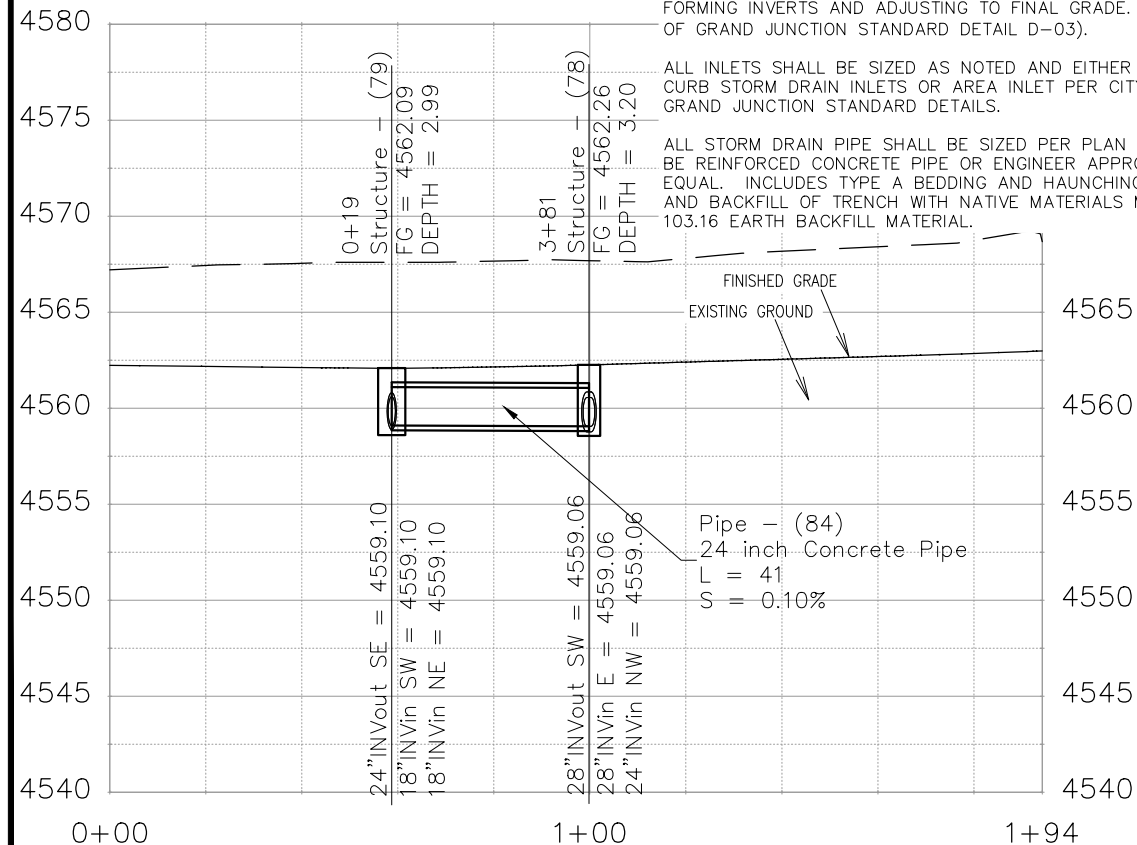 FORMING INVERTS AND ADJUSTING TO FINAL GRADE.
OF GRAND JUNCTION STANDARD DETAIL D-03).
ALL INLETS SHALL BE SIZED AS NOTED AND EITHER
CURB STORM DRAIN INLETS OR AREA INLET PER CIT
GRAND JUNCTION STANDARD DETAILS.
ALL STORM DRAIN PIPE SHALL BE SIZED PER PLAN
BE REINFORCED CONCRETE PIPE OR ENGINEER APPRO
EQUAL. INCLUDES TYPE A BEDDING AND HAUNCHING
AND BACKFILL OF TRENCH WITH NATIVE MATERIALS
103.16 EARTH BACKFILL MATERIAL.
4580
4575
4570
4565
4560
4555
4550
4545
4540
0+19
Structure - (79)
FG = 4562.09
DEPTH = 2.99
3+81
Structure - (78)
FG = 4562.26
DEPTH = 3.20
FINISHED GRADE
EXISTING GROUND
24"INVout SE = 4559.10
18"INVin SW = 4559.10
18"INVin NE = 4559.10
28"INVout SW = 4559.06
28"INVin E = 4559.06
24"INVin NW = 4559.06
Pipe - (84)
24 inch Concrete Pipe
L = 41
S = 0.10%
4565
4560
4555
4550
4545
4540
0+00
1+00
1+94